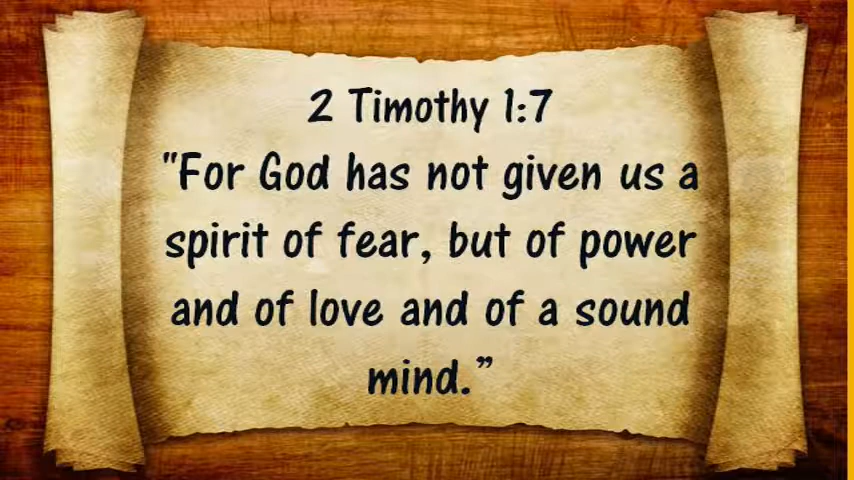 2 Timothy 1:7
"For God has not given us a
spirit of fear, but of power
and of love and of a sound
mind.”